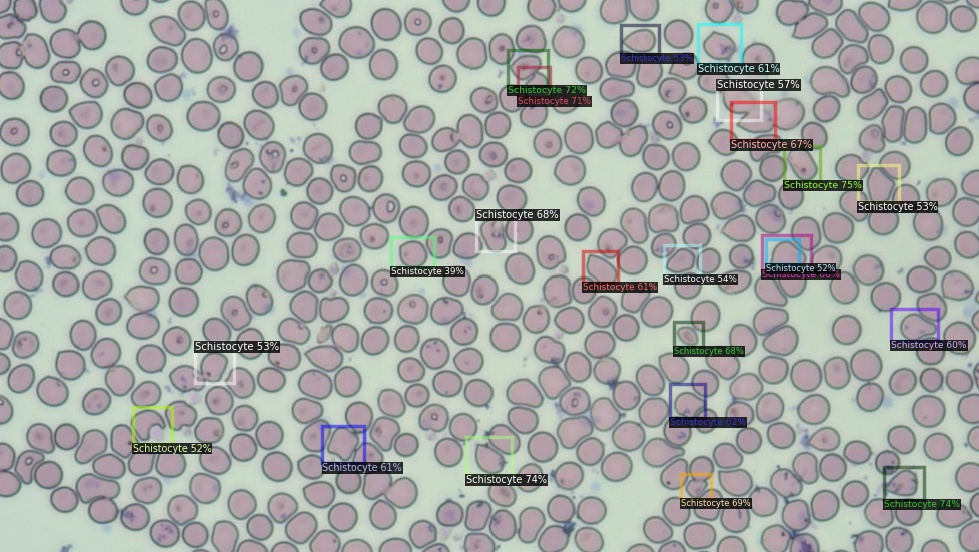 Schistocyte 53%
Schistocyte 61%
Schistocyte 57%
Schistocyte 72%
Schistocyte 71%
Schistocyte 67%
Schistocyte 75%
Schistocyte 53%
Schistocyte 68%
Schistocyte 39%
Schistocyte 61%
Schistocyte 54%
Schistocyte 52%
Schistocyte
Schistocyte 68%
Schistocyte 60%
Schistocyte 53%
Schistocyte 62%
Schistocyte 52%
Schistocyte 61%
Schistocyte 74%
Schistocyte 69%
Schistocyte 74%